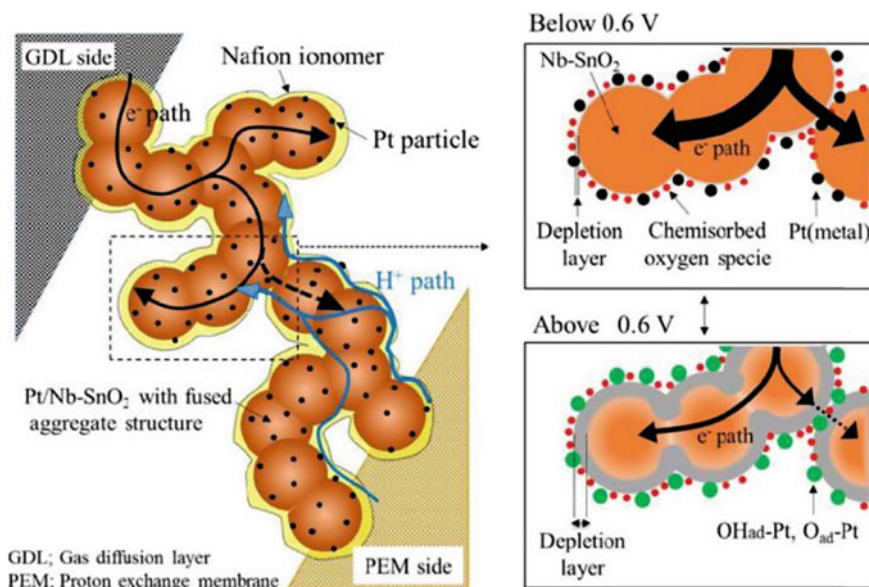 GDL side
Nafion ionomer
e⁻ path
Pt particle
H⁺ path
Pt/Nb-SnO₂ with fused
aggregate structure
GDL; Gas diffusion layer
PEM; Proton exchange membrane
PEM side
Below 0.6 V
Nb-SnO₂
e⁻ path
Depletion
layer
Chemisorbed
oxygen specie
Pt(metal)
Above 0.6 V
e⁻ path
Depletion
layer
OHad-Pt, Oad-Pt